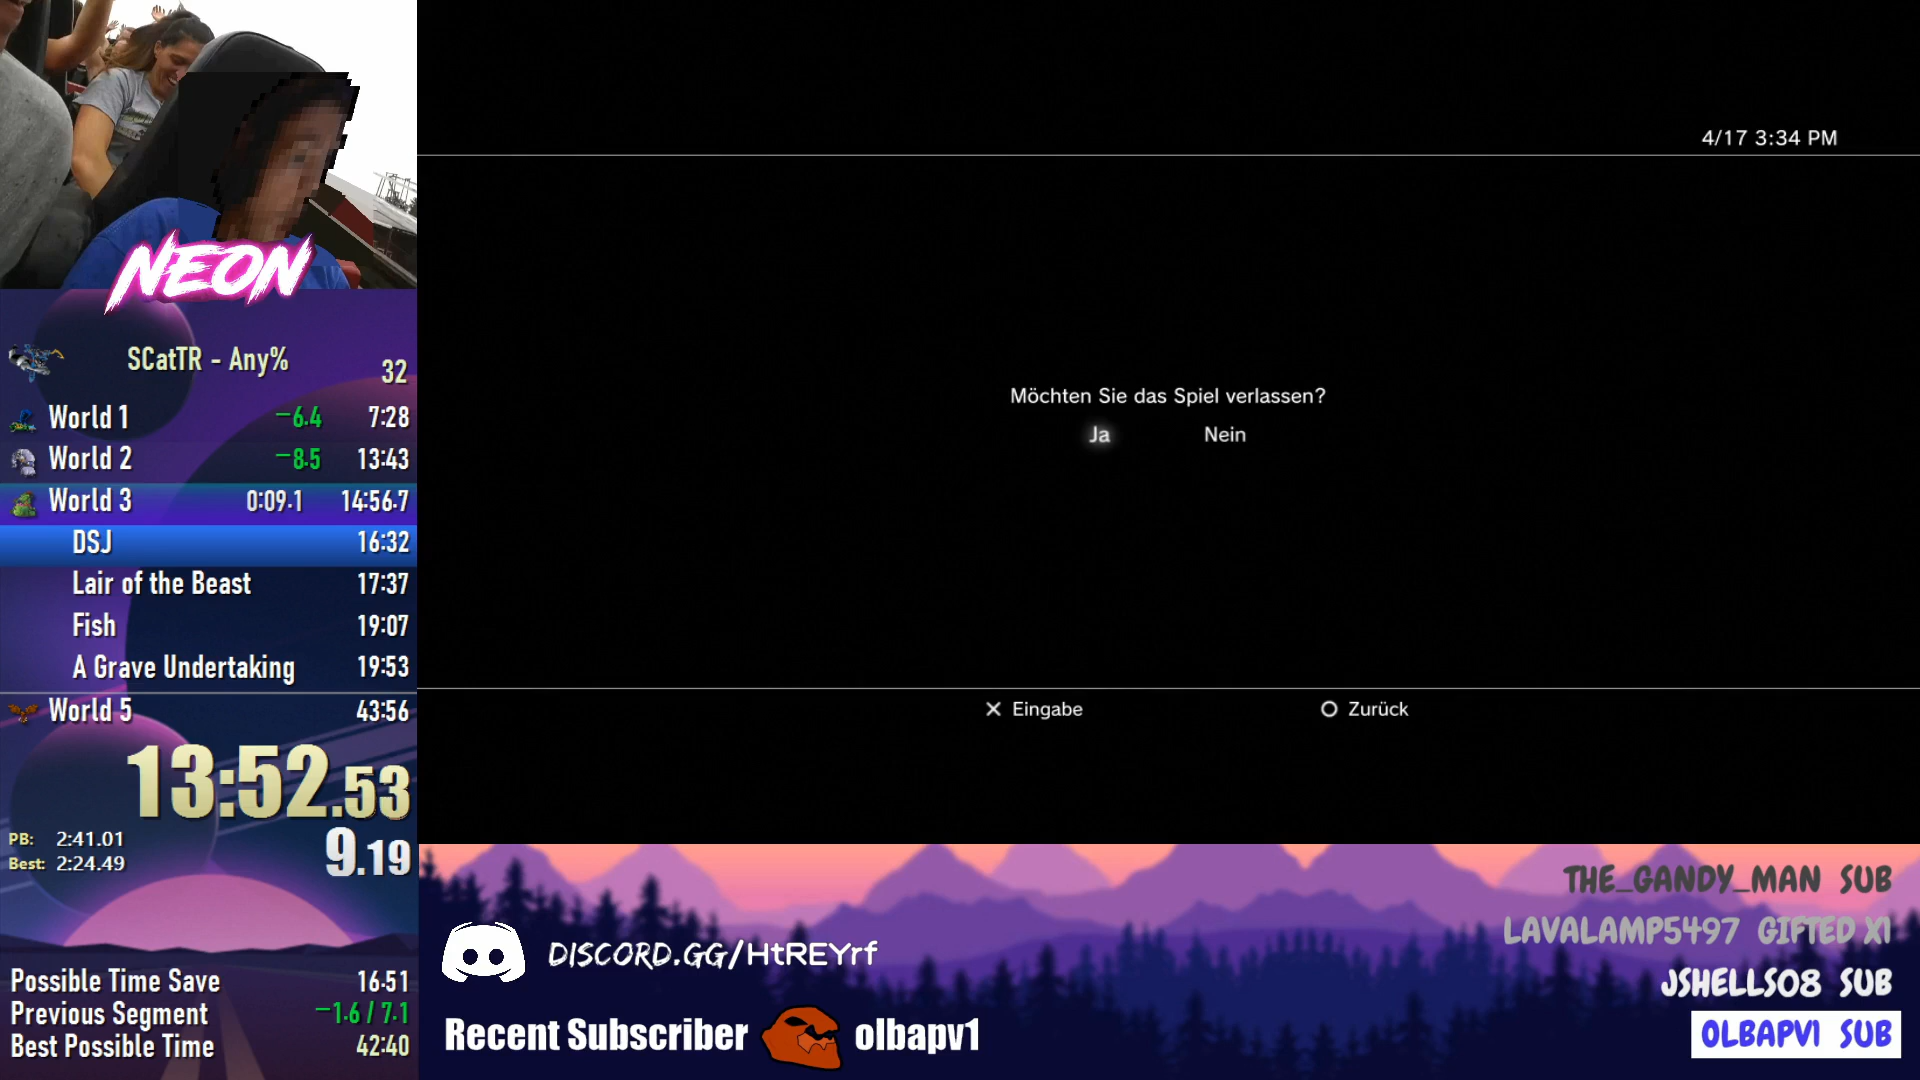 NEON
SCatTR - Any%
32
World 1 −6.4 7:28
World 2 −8.5 13:43
World 3 0:09.1 14:56.7
DSJ 16:32
Lair of the Beast 17:37
Fish 19:07
A Grave Undertaking 19:53
World 5 43:56
13:52.53
PB: 2:41.01
Best: 2:24.49
9.19
Possible Time Save 16:51
Previous Segment −1.6 / 7.1
Best Possible Time 42:40
4/17 3:34 PM
Möchten Sie das Spiel verlassen?
Ja Nein
X Eingabe O Zurück
DISCORD.GG/HtREYrf
Recent Subscriber olbapv1
THE_GANDY_MAN SUB
LAVALAMP5497 GIFTED X1
JSHELLS08 SUB
OLBAPV1 SUB